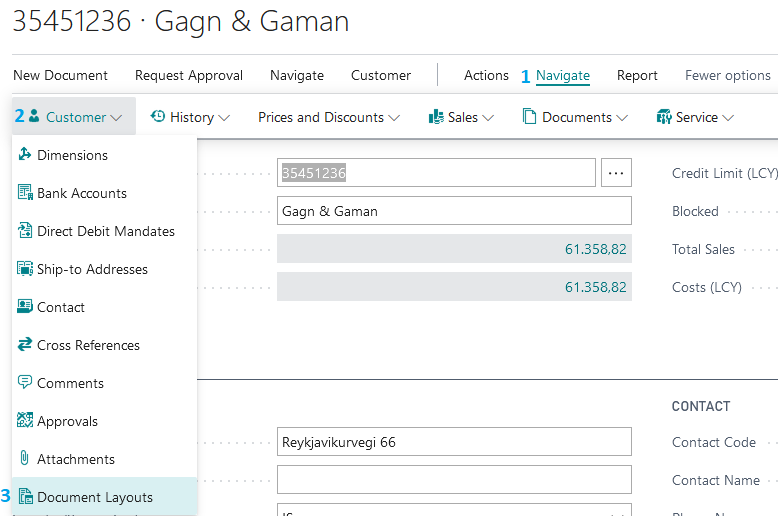 35451236 · Gagn & Gaman
New Document Request Approval Navigate Customer Actions 1 Navigate Report Fewer options
2 Customer History Prices and Discounts Sales Documents Service
Dimensions
35451236 ... Credit Limit (LCY)
Bank Accounts
Gagn & Gaman Blocked
Direct Debit Mandates
61.358,82 Total Sales
Ship-to Addresses
61.358,82 Costs (LCY)
Contact
Cross References
Comments
CONTACT
Approvals
Reykjavikurvegi 66 Contact Code
Attachments
Contact Name
3 Document Layouts